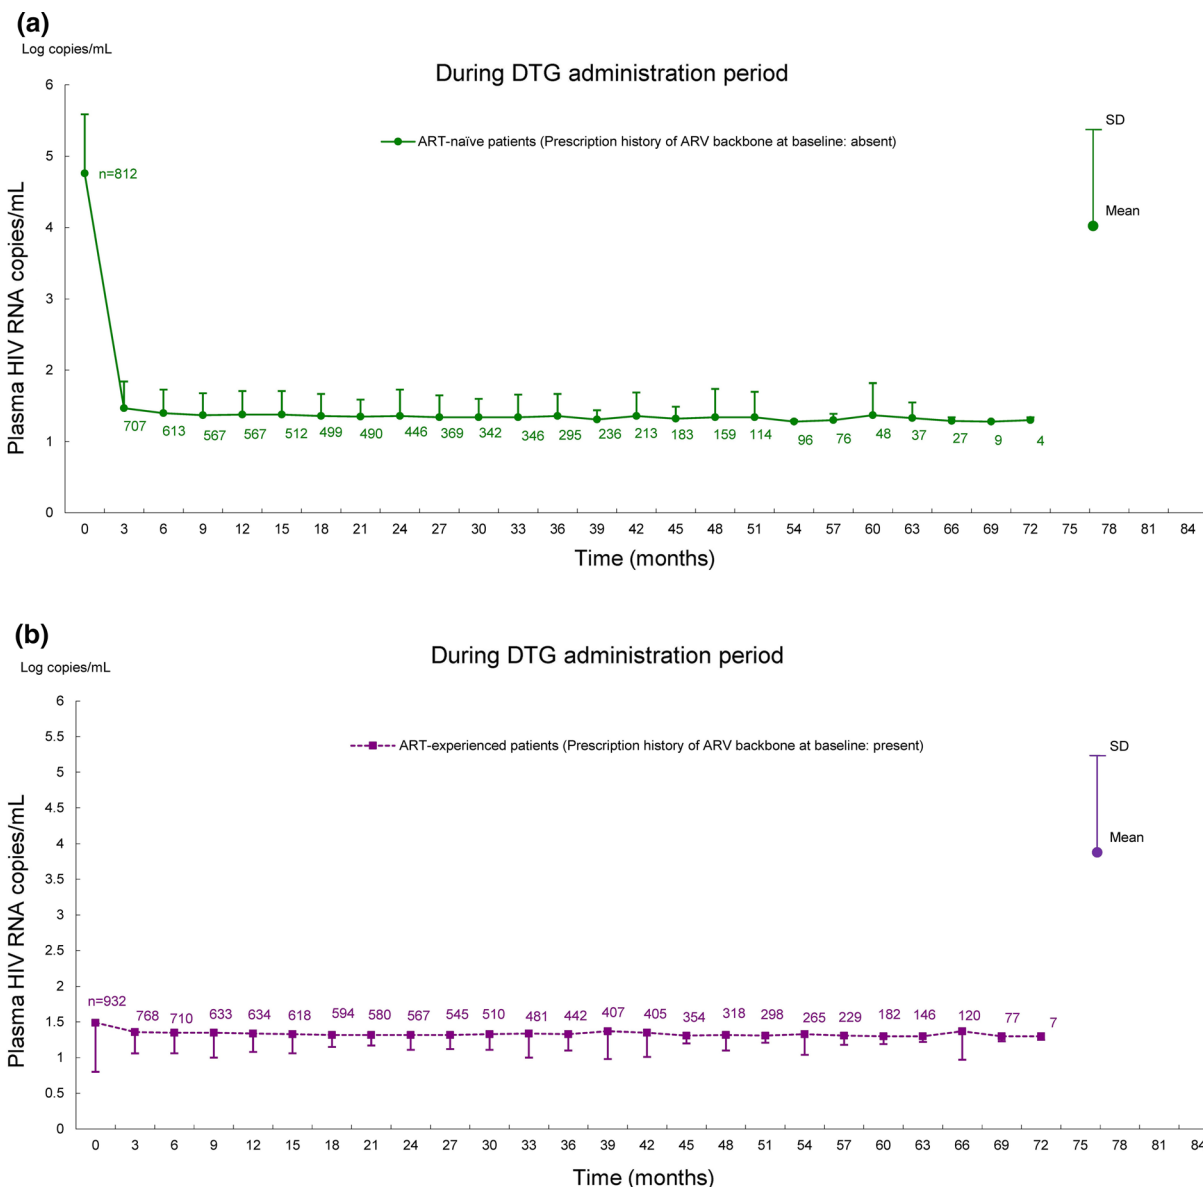 (a)
Log copies/mL
During DTG administration period
6
ART-naïve patients (Prescription history of ARV backbone at baseline: absent)
SD
5
n=812
Mean
4
3
2
1
0
Plasma HIV RNA copies/mL
707 613 567 567 512 499 490 446 369 342 346 295 236 213 183 159 114 96 76 48 37 27 9 4
0 3 6 9 12 15 18 21 24 27 30 33 36 39 42 45 48 51 54 57 60 63 66 69 72 75 78 81 84
Time (months)
(b)
Log copies/mL
During DTG administration period
6
5.5
ART-experienced patients (Prescription history of ARV backbone at baseline: present)
SD
5
4.5
4
Mean
3.5
3
2.5
2
1.5
1
0.5
0
Plasma HIV RNA copies/mL
n=932 768 710 633 634 618 594 580 567 545 510 481 442 407 405 354 318 298 265 229 182 146 120 77 7
0 3 6 9 12 15 18 21 24 27 30 33 36 39 42 45 48 51 54 57 60 63 66 69 72 75 78 81 84
Time (months)